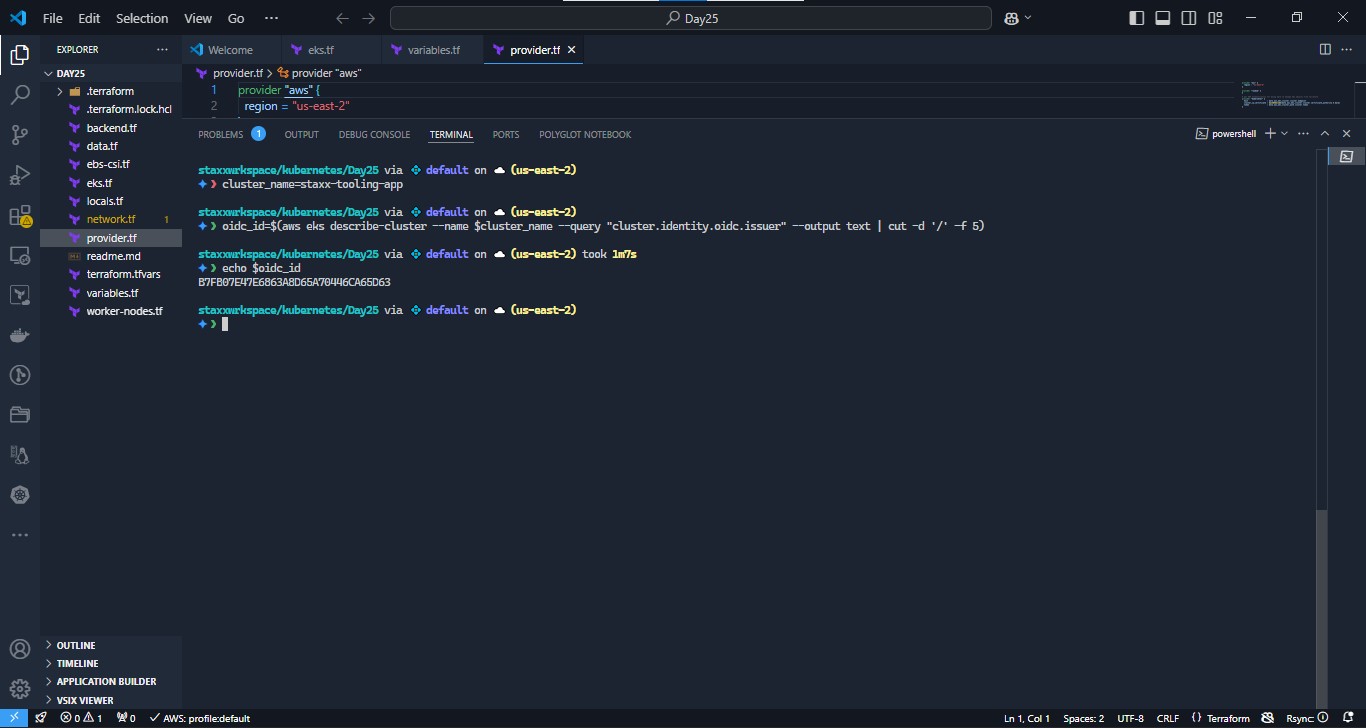 File Edit Selection View Go ··· Day25
EXPLORER ···
DAY25
.terraform
.terraform.lock.hcl
backend.tf
data.tf
ebs-csi.tf
eks.tf
locals.tf
network.tf 1
provider.tf
readme.md
terraform.tfvars
variables.tf
worker-nodes.tf
OUTLINE
TIMELINE
APPLICATION BUILDER
VSIX VIEWER
Welcome eks.tf variables.tf provider.tf
provider.tf > provider "aws"
1 provider "aws" {
2 region = "us-east-2"
PROBLEMS 1 OUTPUT DEBUG CONSOLE TERMINAL PORTS POLYGLOT NOTEBOOK powershell
staxxwrkspace/kubernetes/Day25 via default on (us-east-2)
cluster_name=staxx-tooling-app
staxxwrkspace/kubernetes/Day25 via default on (us-east-2)
oidc_id=$(aws eks describe-cluster --name $cluster_name --query "cluster.identity.oidc.issuer" --output text | cut -d '/' -f 5)
staxxwrkspace/kubernetes/Day25 via default on (us-east-2) took 1m7s
echo $oidc_id
B7FB07E47E6863A8D65A70446CA65D63
staxxwrkspace/kubernetes/Day25 via default on (us-east-2)
0 1 0 AWS: profile:default Ln 1, Col 1 Spaces: 2 UTF-8 CRLF {} Terraform Rsync: